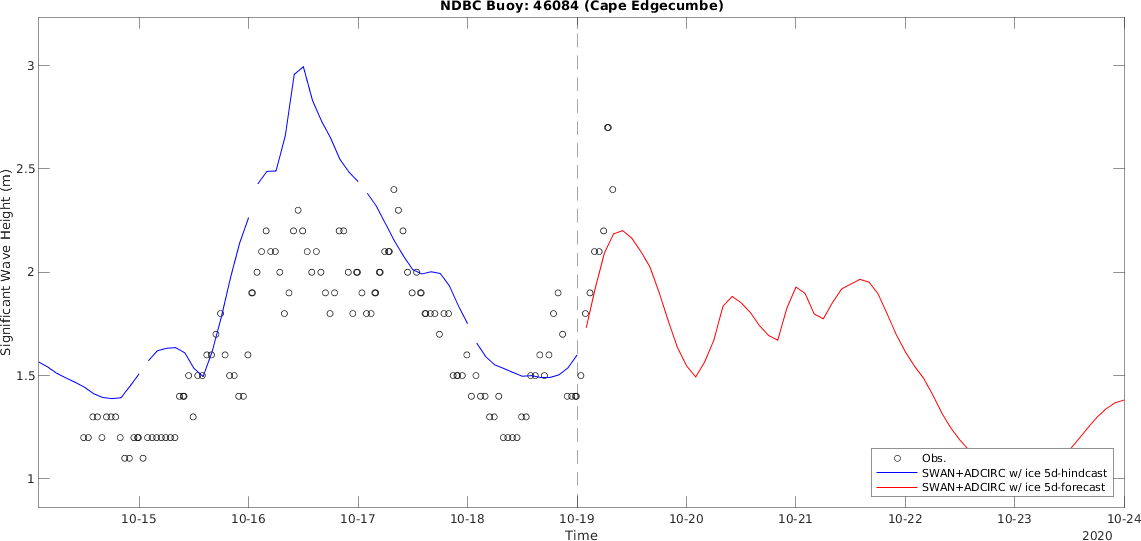 NDBC Buoy: 46084 (Cape Edgecumbe)
3
2.5
2
1.5
1
Significant Wave Height (m)
Obs.
SWAN+ADCIRC w/ ice 5d-hindcast
SWAN+ADCIRC w/ ice 5d-forecast
10-15 10-16 10-17 10-18 10-19 10-20 10-21 10-22 10-23 10-24
Time
2020